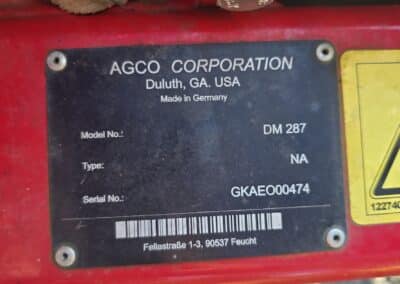 AGCO CORPORATION
Duluth, GA. USA
Made in Germany
Model No.: DM 287
Type: NA
Serial No.: GKAEO00474
Fellastraße 1-3, 90537 Feucht